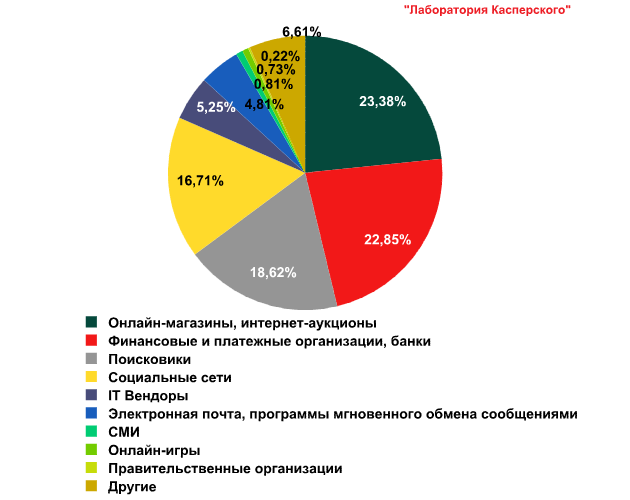 "Лаборатория Касперского"
6,61%
0,22%
0,73%
0,81%
4,81%
5,25%
23,38%
16,71%
22,85%
18,62%
Онлайн-магазины, интернет-аукционы
Финансовые и платежные организации, банки
Поисковики
Социальные сети
IT Вендоры
Электронная почта, программы мгновенного обмена сообщениями
СМИ
Онлайн-игры
Правительственные организации
Другие